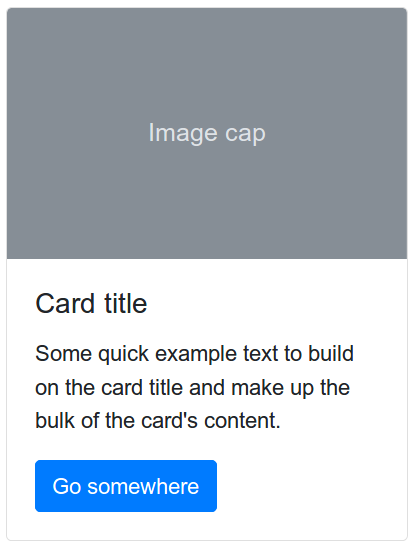 Image cap
Card title
Some quick example text to build
on the card title and make up the
bulk of the card's content.
Go somewhere